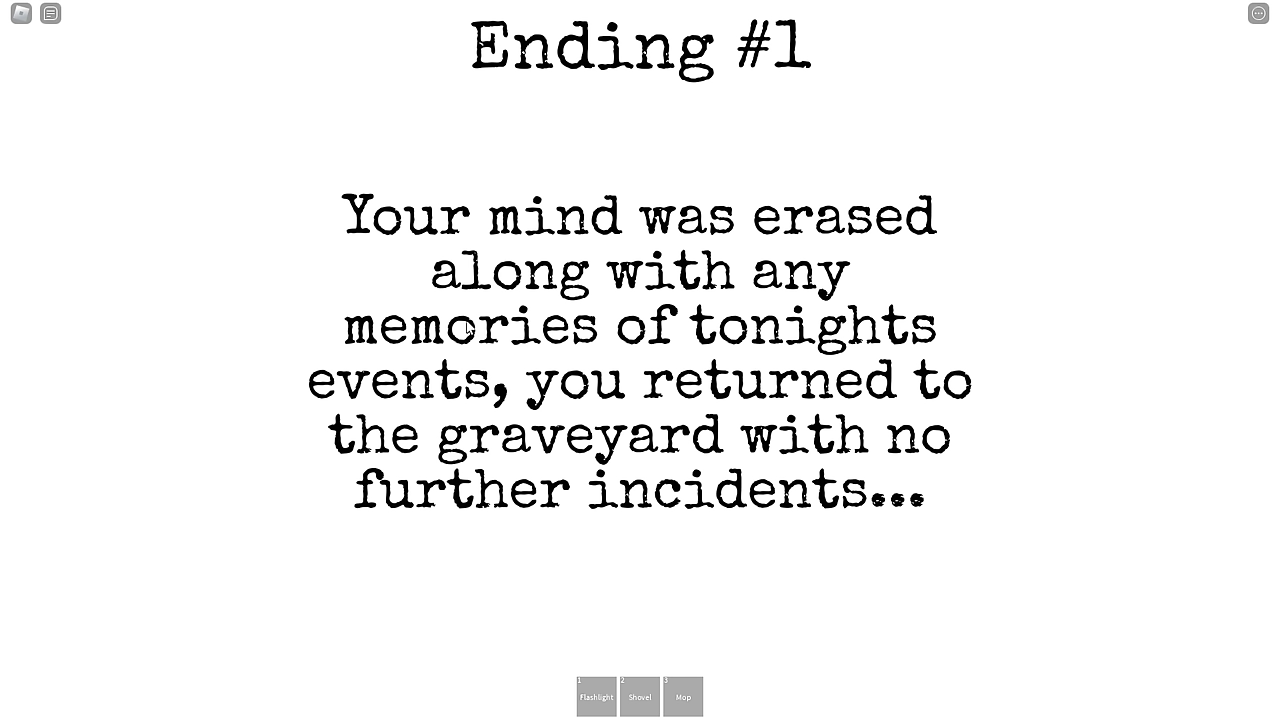 Ending #1
Your mind was erased
along with any
memories of tonights
events, you returned to
the graveyard with no
further incidents...
1 Flashlight
2 Shovel
3 Mop